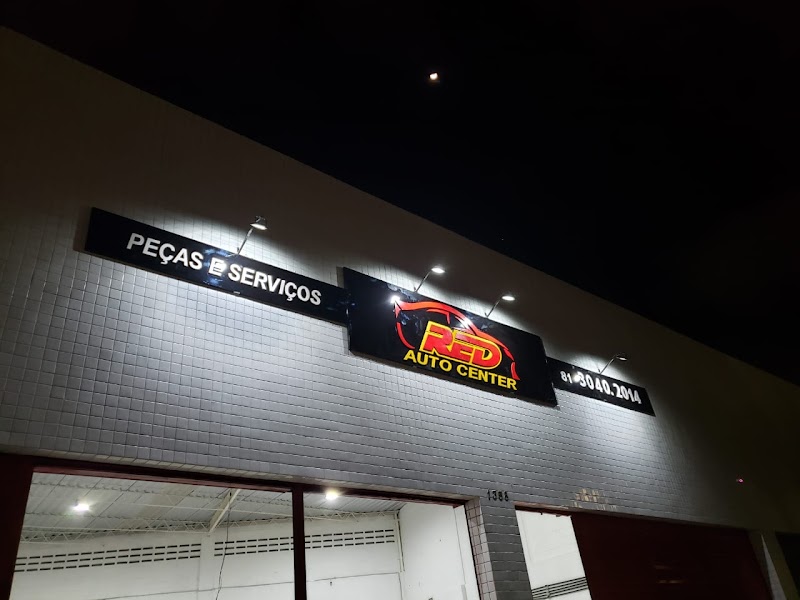 PEÇAS E SERVIÇOS
RED
AUTO CENTER
81 3040.2014
1388